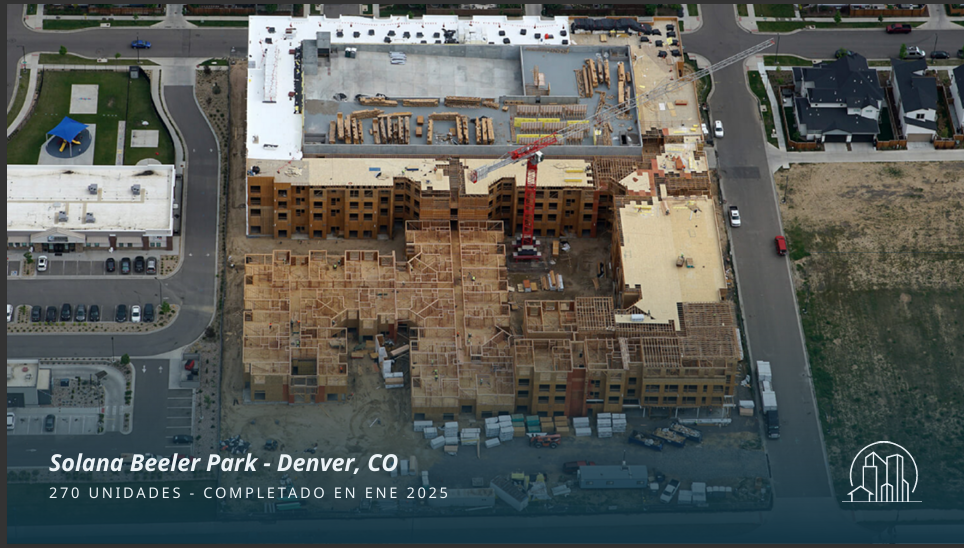 Solana Beeler Park - Denver, CO
270 UNIDADES - COMPLETADO EN ENE 2025